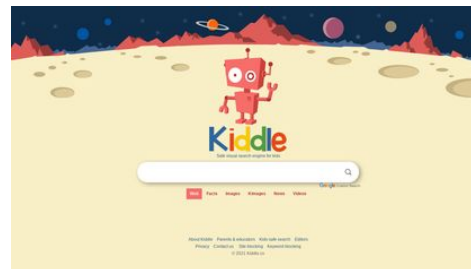 Kiddle
Safe visual search engine for kids
Web Facts Images Kimages News Videos
About Kiddle Parents & educators Kids safe search Editors
Privacy Contact us Site blocking Keyword blocking
© 2021 Kiddle.co